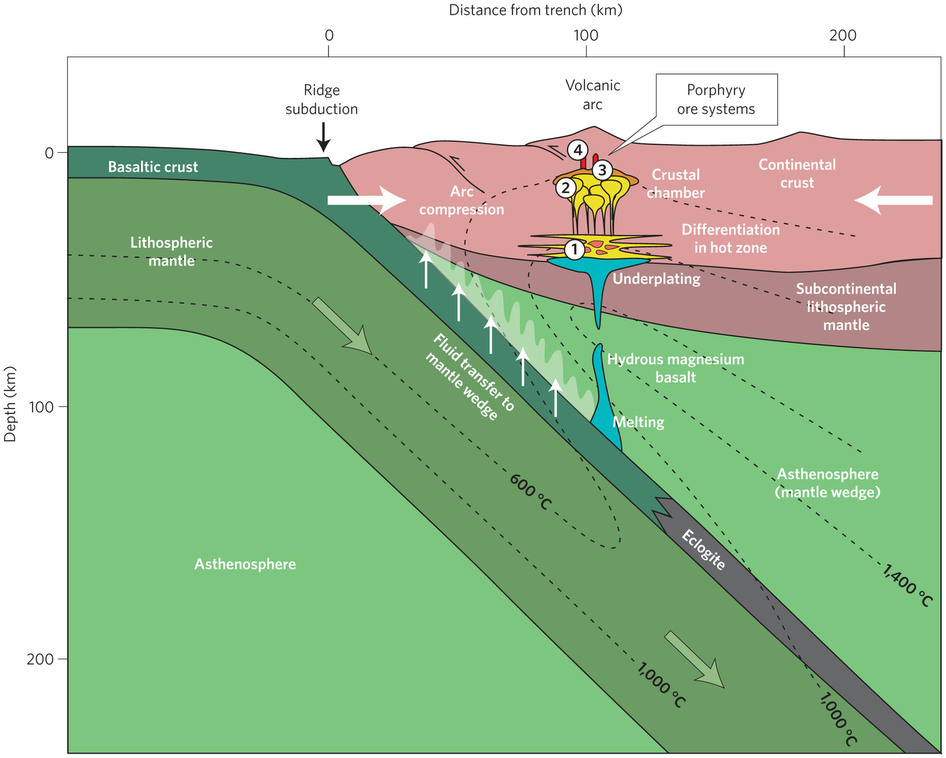 Distance from trench (km)
0
100
200
Ridge
subduction
Volcanic
arc
Porphyry
ore systems
0
Basaltic crust
4
3
2
1
Arc
compression
Crustal
chamber
Continental
crust
Differentiation
in hot zone
Lithospheric
mantle
Underplating
Subcontinental
lithospheric
mantle
Fluid transfer to
mantle wedge
Hydrous magnesium
basalt
Depth (km)
100
Melting
600 °C
Asthenosphere
(mantle wedge)
Eclogite
Asthenosphere
1,400 °C
200
1,000 °C
1,000 °C